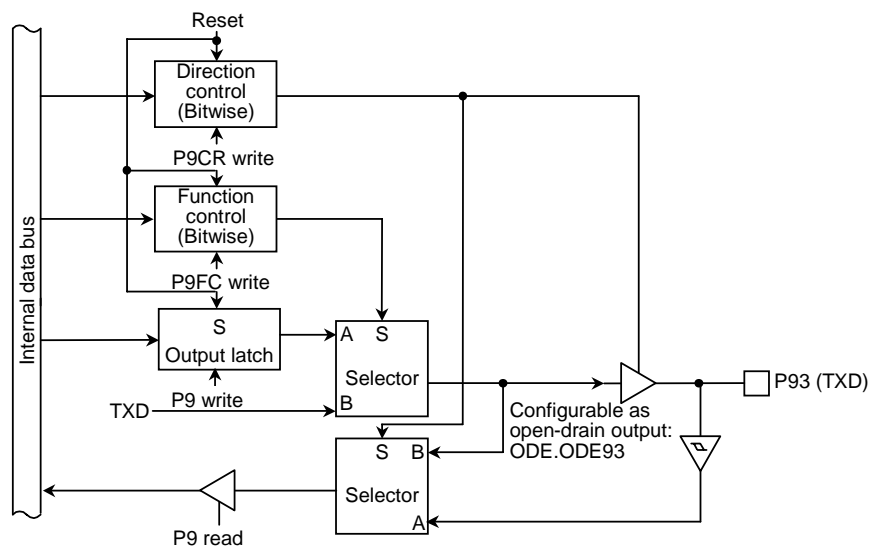 Reset
Direction
control
(Bitwise)
P9CR write
Function
control
(Bitwise)
P9FC write
Internal data bus
S
Output latch
P9 write
TXD
A
S
Selector
B
P93 (TXD)
Configurable as
open-drain output:
ODE.ODE93
S
B
Selector
A
P9 read